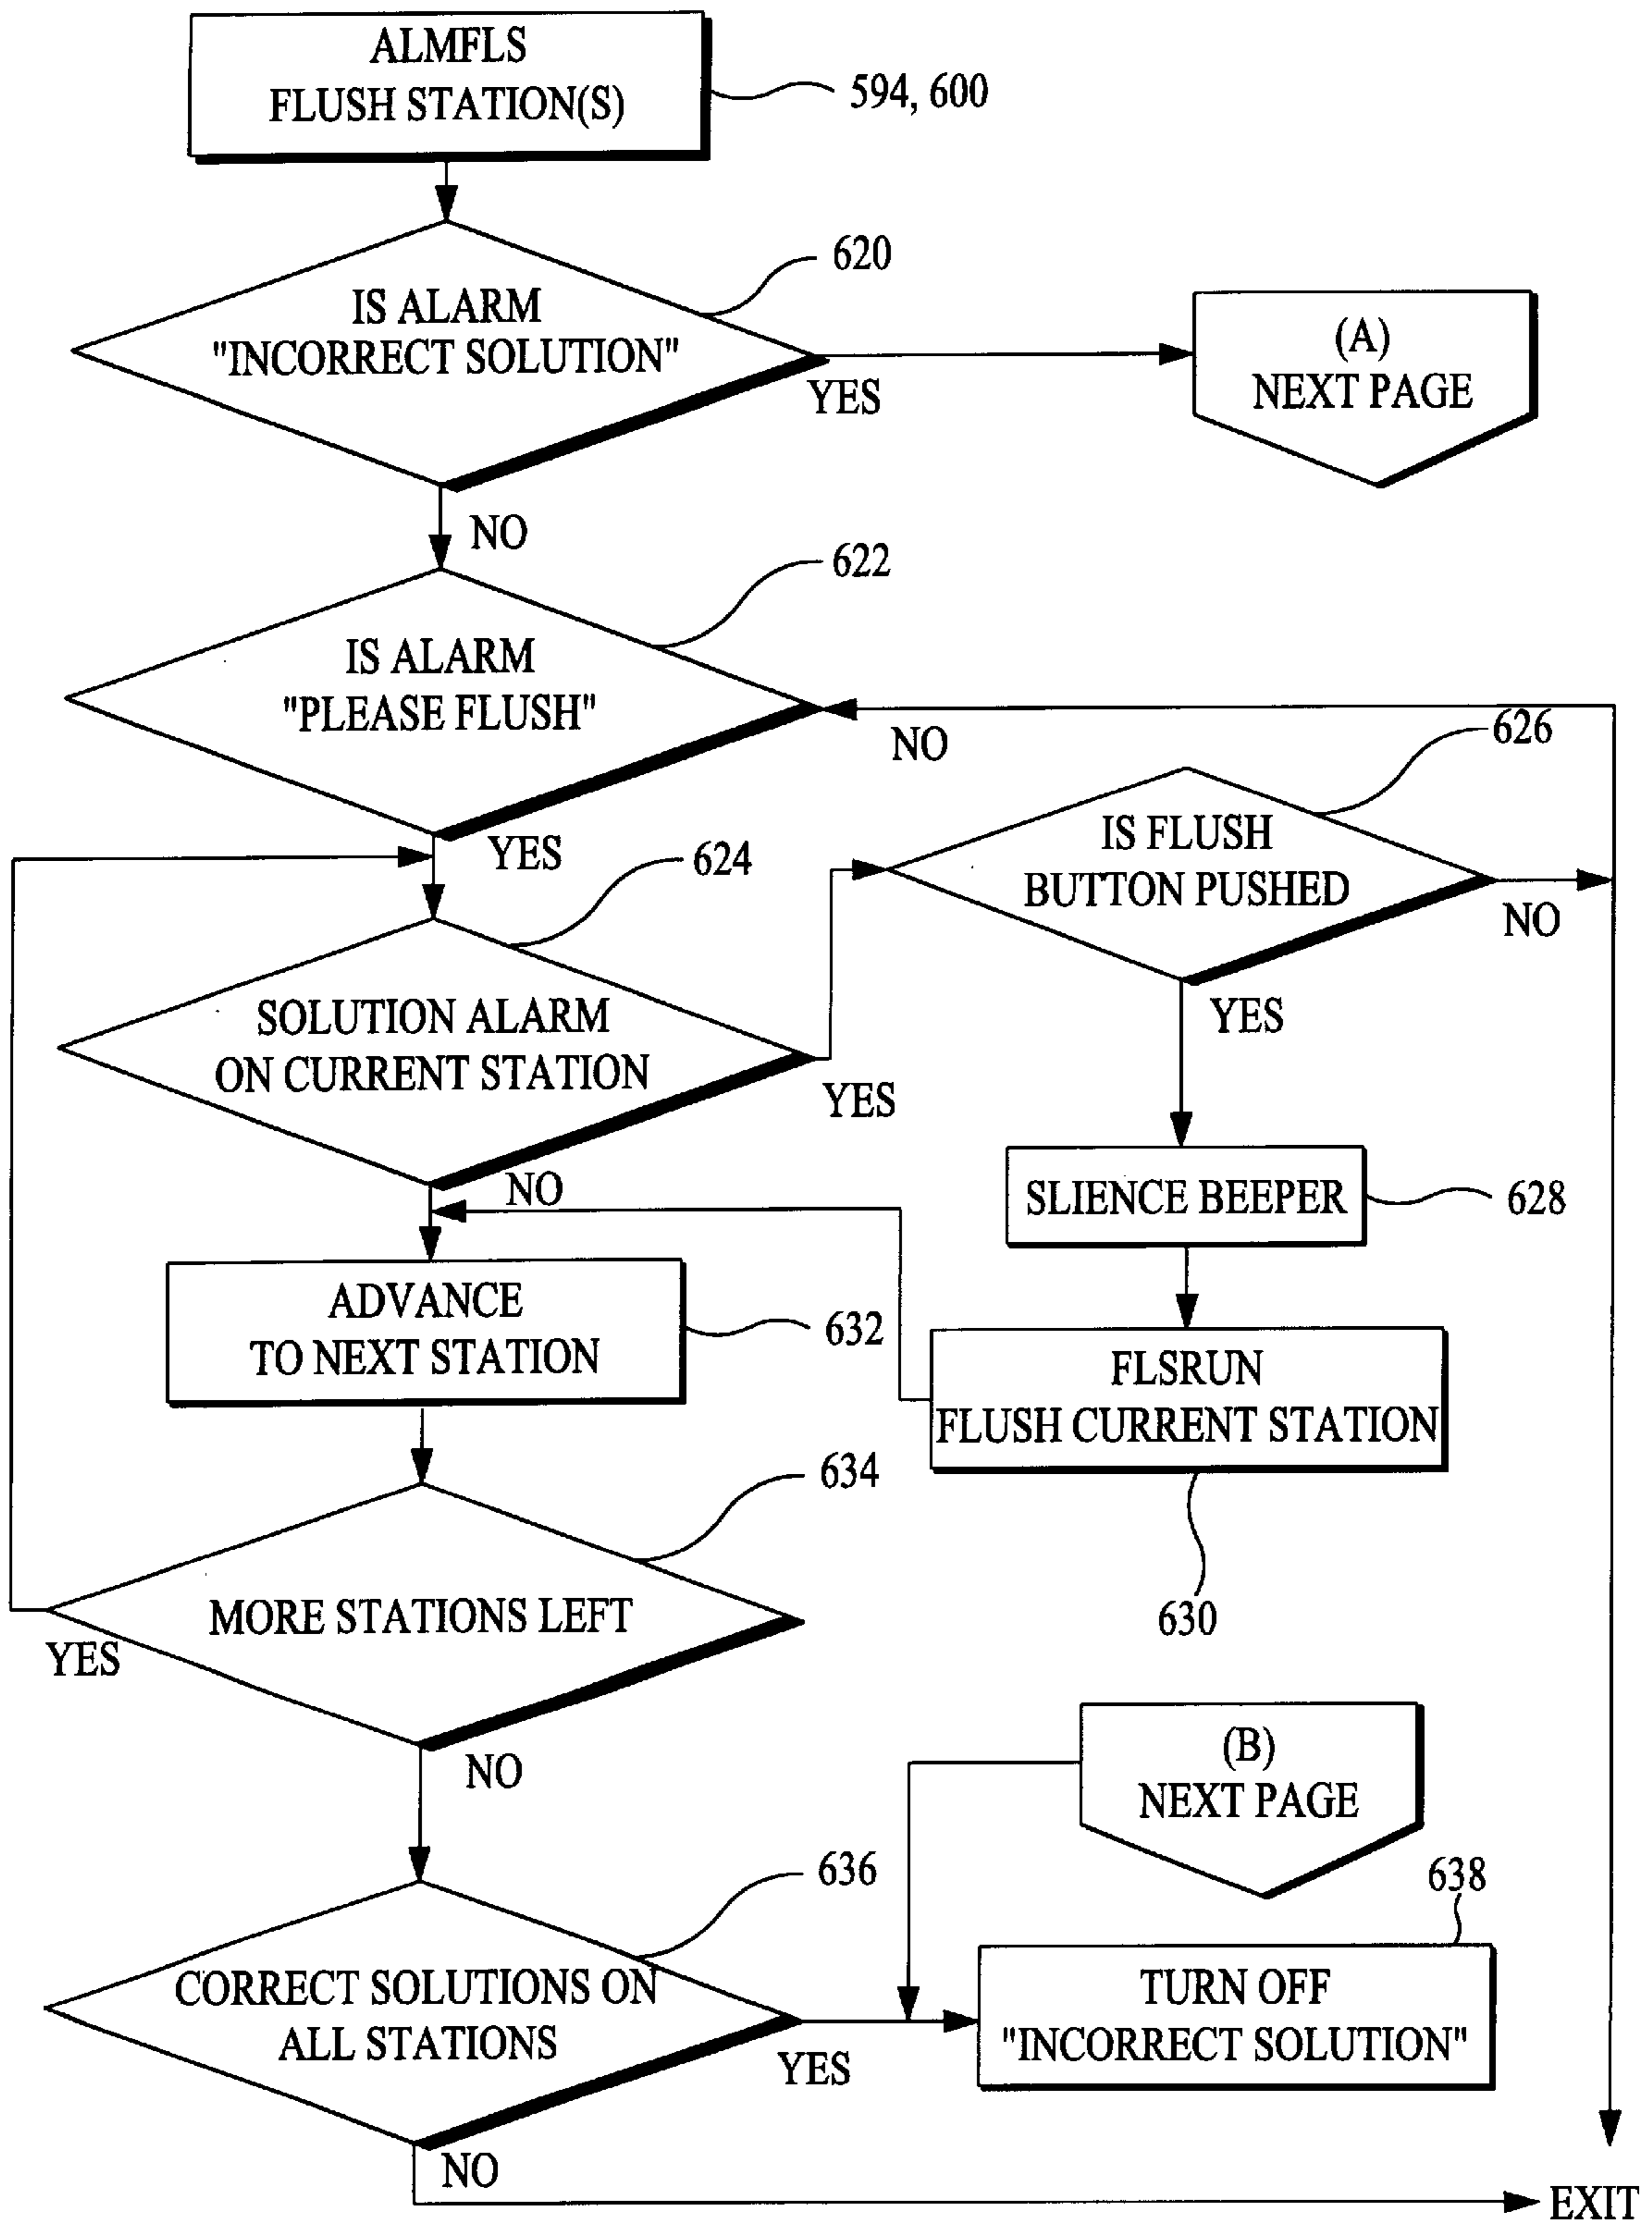 ALMFLS
FLUSH STATION(S)
594, 600
620
IS ALARM
"INCORRECT SOLUTION"
YES
(A)
NEXT PAGE
NO
622
IS ALARM
"PLEASE FLUSH"
NO
626
YES
624
IS FLUSH
BUTTON PUSHED
NO
YES
SOLUTION ALARM
ON CURRENT STATION
YES
NO
SLIENCE BEEPER
628
ADVANCE
TO NEXT STATION
632
FLSRUN
FLUSH CURRENT STATION
630
634
MORE STATIONS LEFT
YES
NO
(B)
NEXT PAGE
636
638
CORRECT SOLUTIONS ON
ALL STATIONS
YES
TURN OFF
"INCORRECT SOLUTION"
NO
EXIT